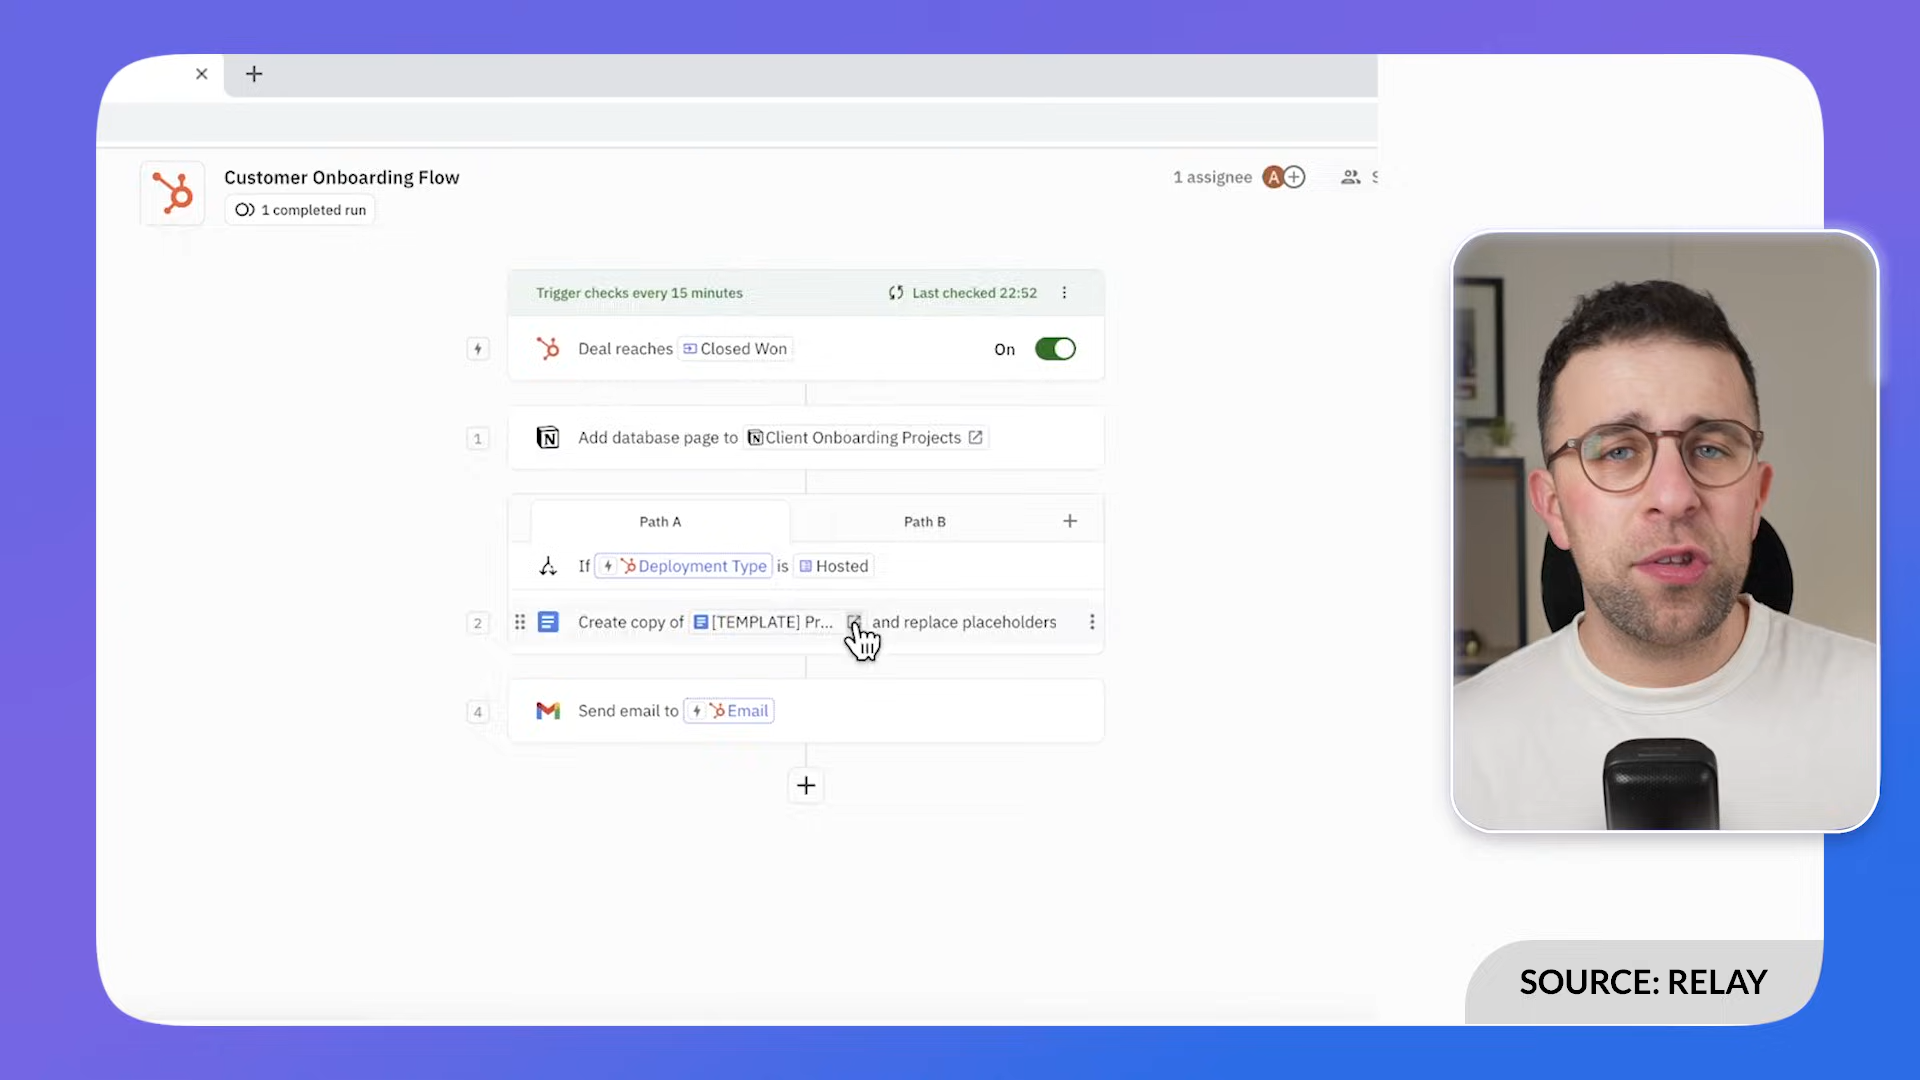 Customer Onboarding Flow
1 completed run
1 assignee A
Trigger checks every 15 minutes
Last checked 22:52
Deal reaches Closed Won
On
1
Add database page to Client Onboarding Projects
Path A
Path B
If Deployment Type is Hosted
2
Create copy of [TEMPLATE] Pr... and replace placeholders
4
Send email to Email
SOURCE: RELAY